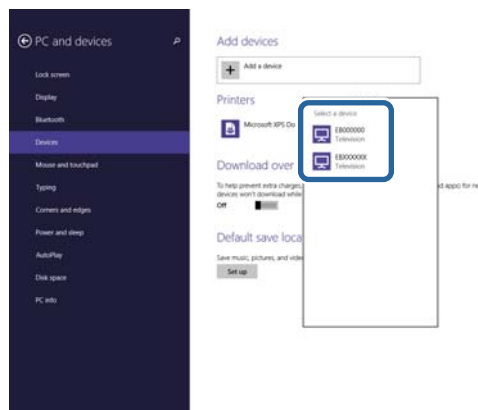 PC and devices
Lock screen
Display
Bluetooth
Devices
Mouse and touchpad
Typing
Corners and edges
Power and sleep
AutoPlay
Disk space
PC info
Add devices
Add a device
Printers
Microsoft XPS Do
Select a device
EB000000
Television
EBXXXXXX
Television
Download over
To help prevent extra charges,
d apps) for ne
devices won't download while
Off
Default save loca
Save music, pictures, and vide
Set up